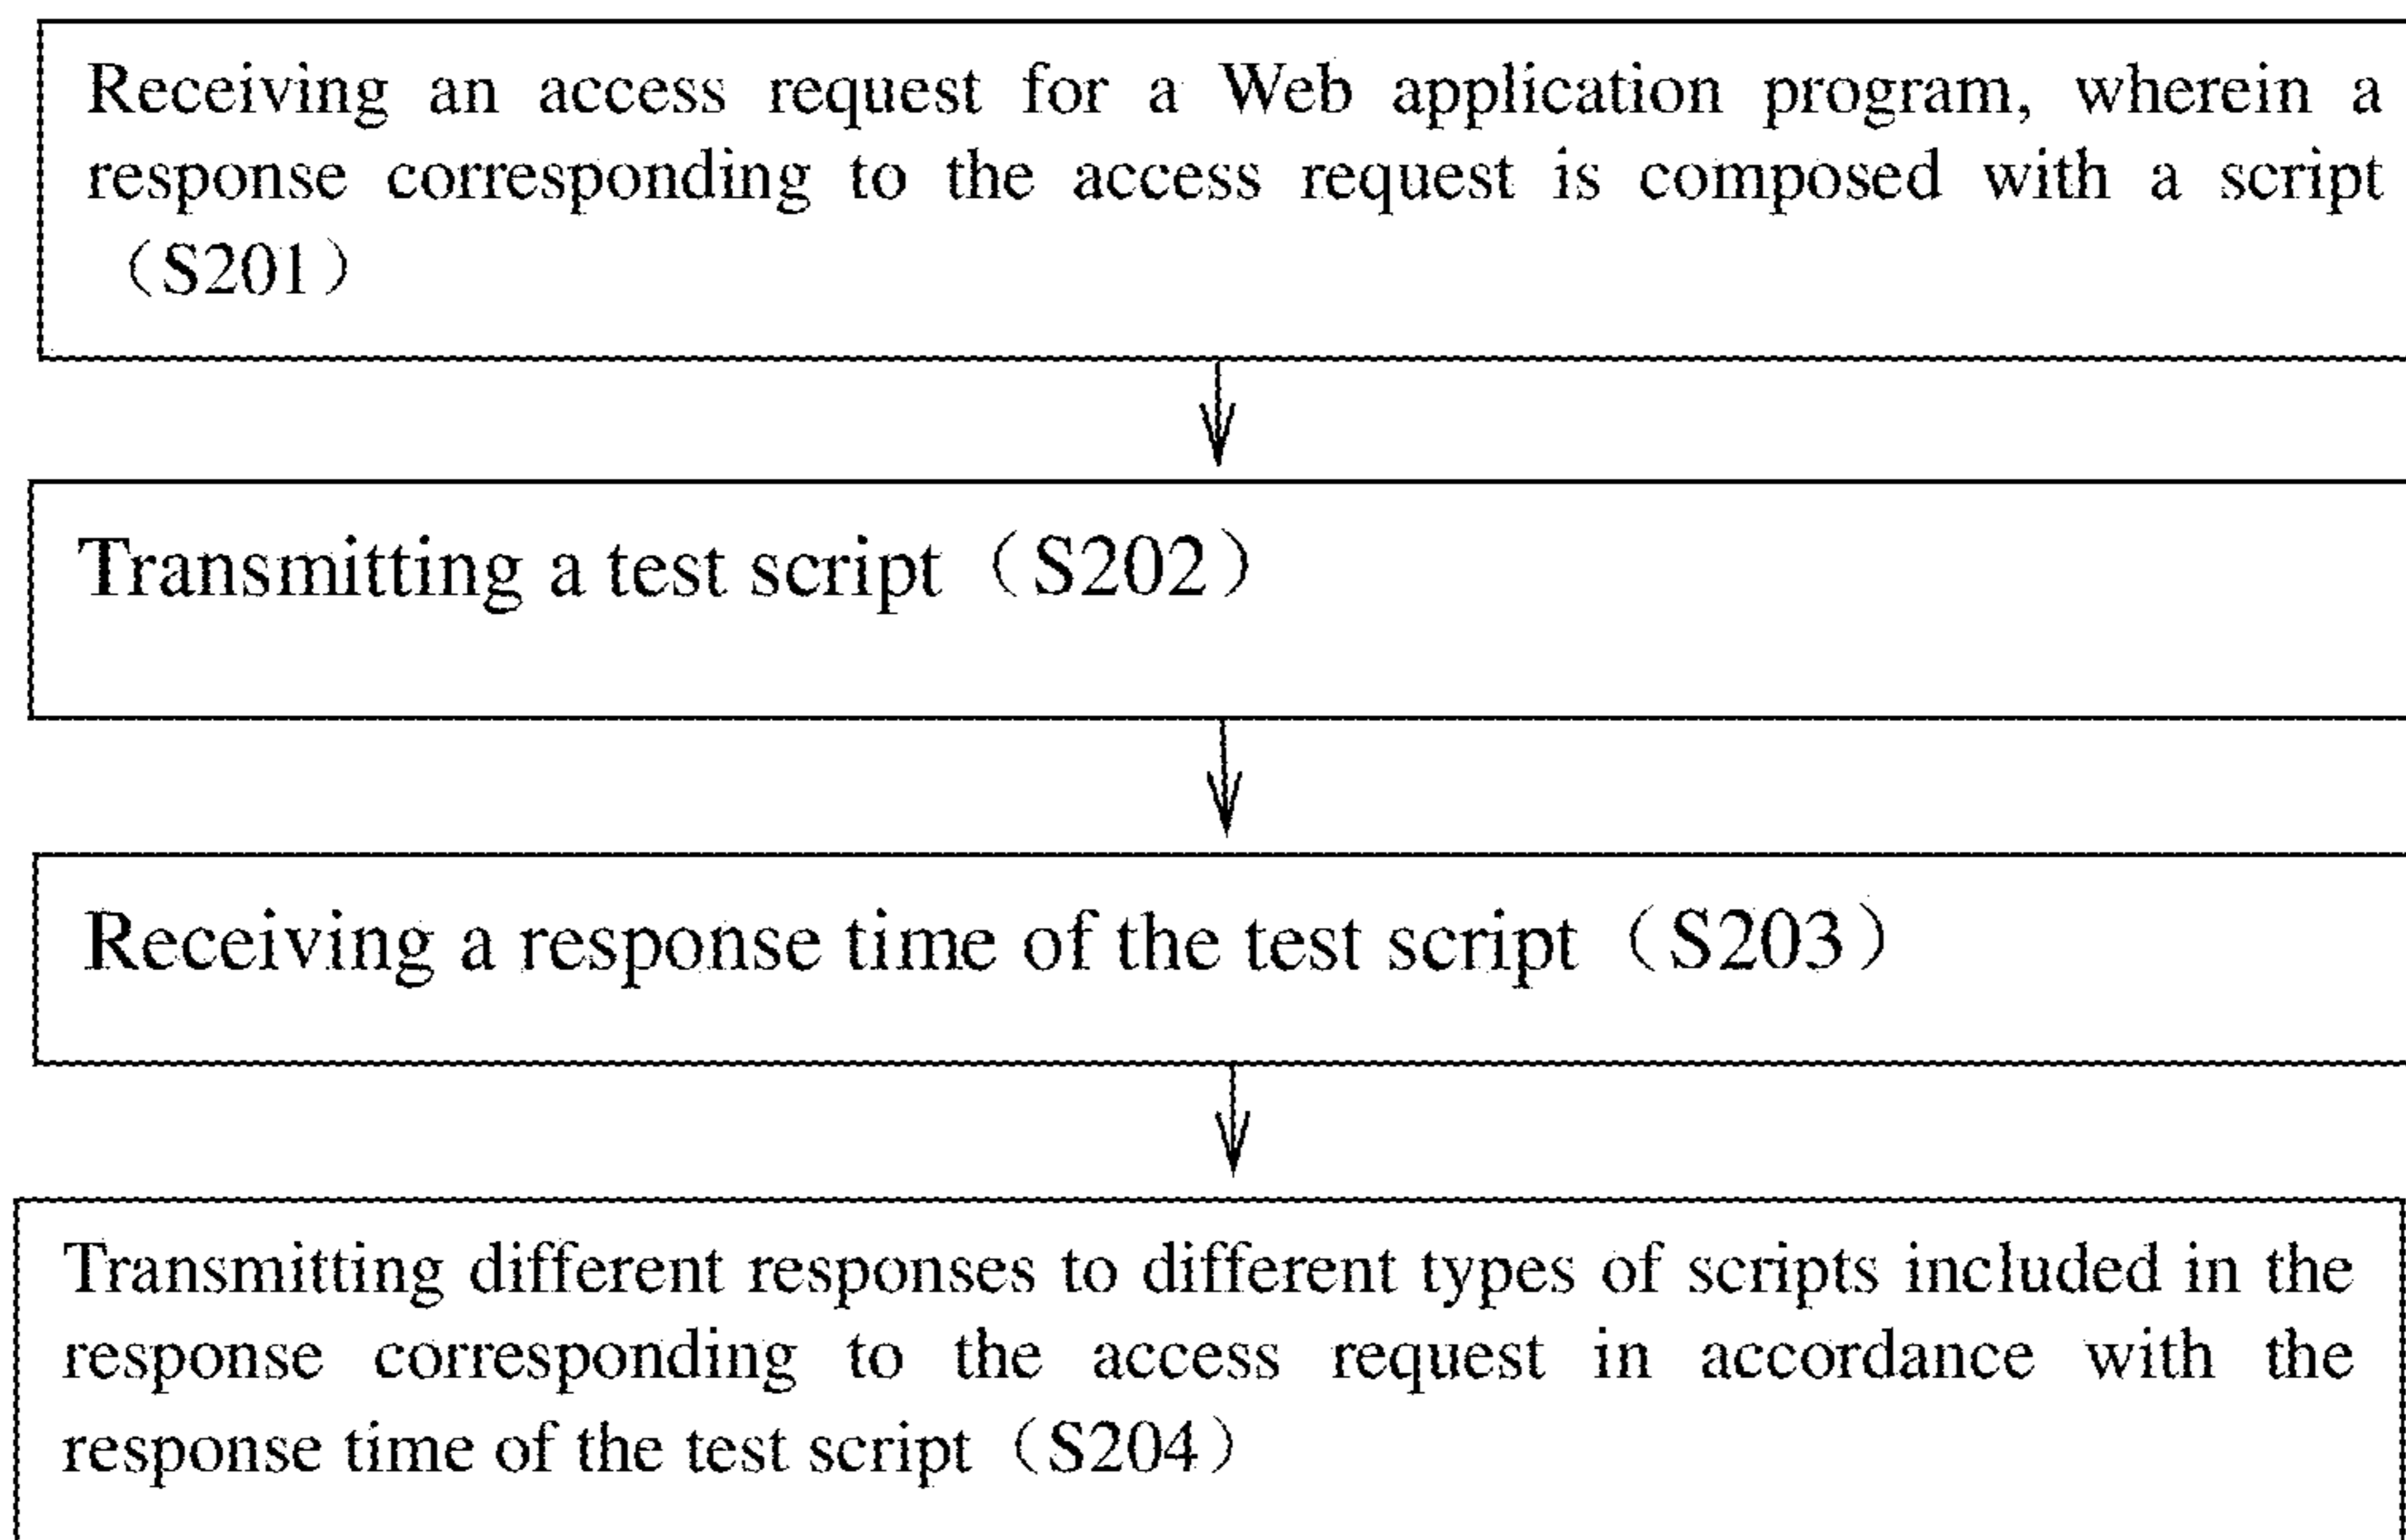 Receiving an access request for a Web application program, wherein a
response corresponding to the access request is composed with a script
（S201）
Transmitting a test script（S202）
Receiving a response time of the test script（S203）
Transmitting different responses to different types of scripts included in the
response corresponding to the access request in accordance with the
response time of the test script（S204）